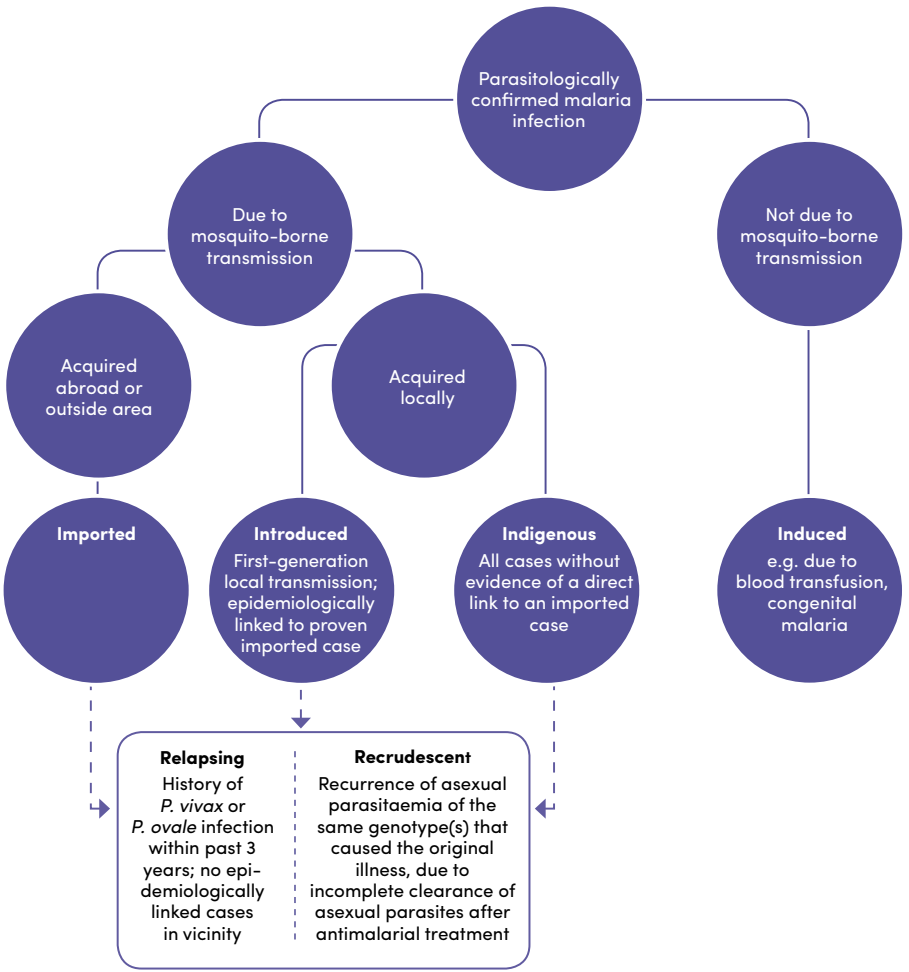 Parasitologically
confirmed malaria
infection
Due to
mosquito-borne
transmission
Not due to
mosquito-borne
transmission
Acquired
abroad or
outside area
Acquired
locally
Imported
Introduced
First-generation
local transmission;
epidemiologically
linked to proven
imported case
Indigenous
All cases without
evidence of a direct
link to an imported
case
Induced
e.g. due to
blood transfusion,
congenital
malaria
Relapsing
History of
P. vivax or
P. ovale infection
within past 3
years; no epi-
demiologically
linked cases
in vicinity
Recrudescent
Recurrence of asexual
parasitaemia of the
same genotype(s) that
caused the original
illness, due to
incomplete clearance of
asexual parasites after
antimalarial treatment